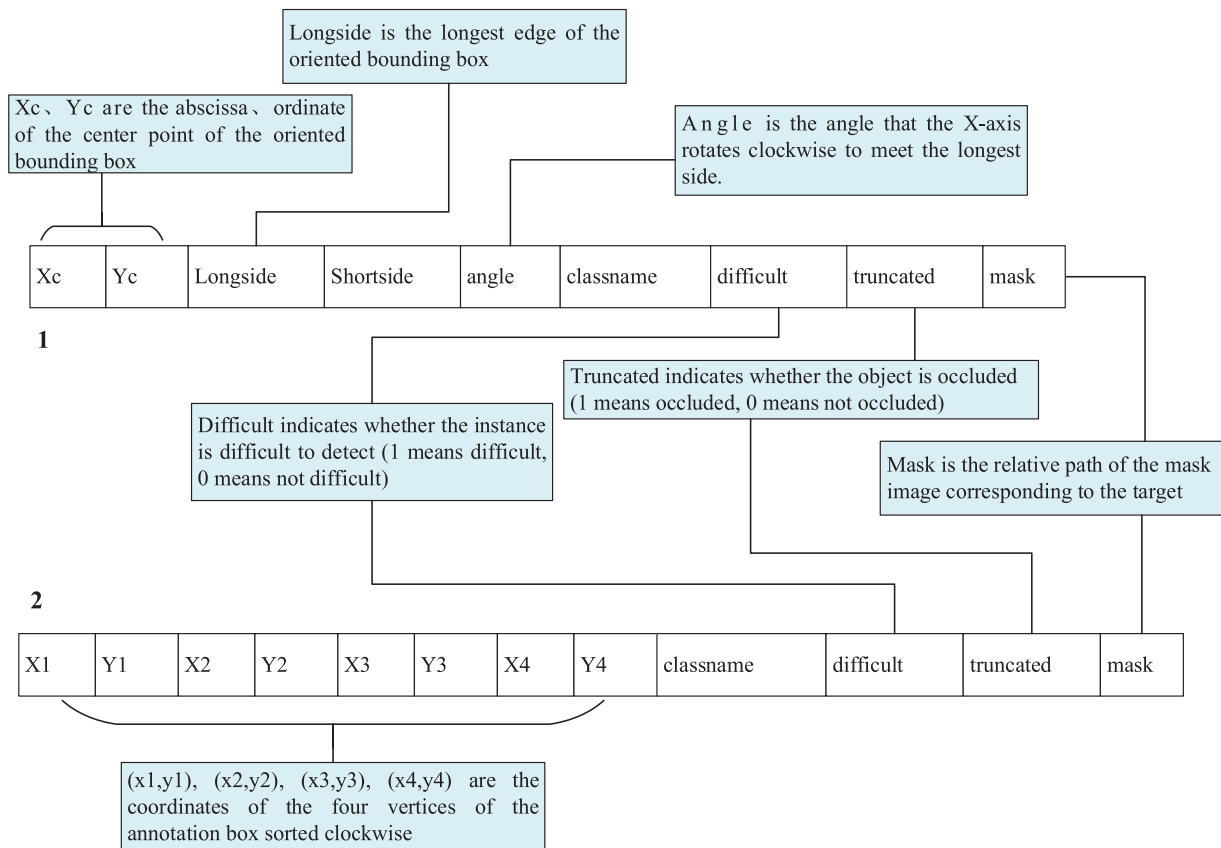 Longside is the longest edge of the
oriented bounding box
Xc、Yc are the abscissa、ordinate
of the center point of the oriented
bounding box
Angle is the angle that the X-axis
rotates clockwise to meet the longest
side.
Xc Yc Longside Shortside angle classname difficult truncated mask
1
Truncated indicates whether the object is occluded
(1 means occluded, 0 means not occluded)
Difficult indicates whether the instance
is difficult to detect (1 means difficult,
0 means not difficult)
Mask is the relative path of the mask
image corresponding to the target
2
X1 Y1 X2 Y2 X3 Y3 X4 Y4 classname difficult truncated mask
(x1,y1), (x2,y2), (x3,y3), (x4,y4) are the
coordinates of the four vertices of the
annotation box sorted clockwise